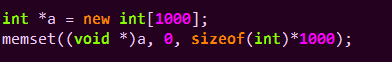 int *a = new int[1000];
memset((void *)a, 0, sizeof(int)*1000);